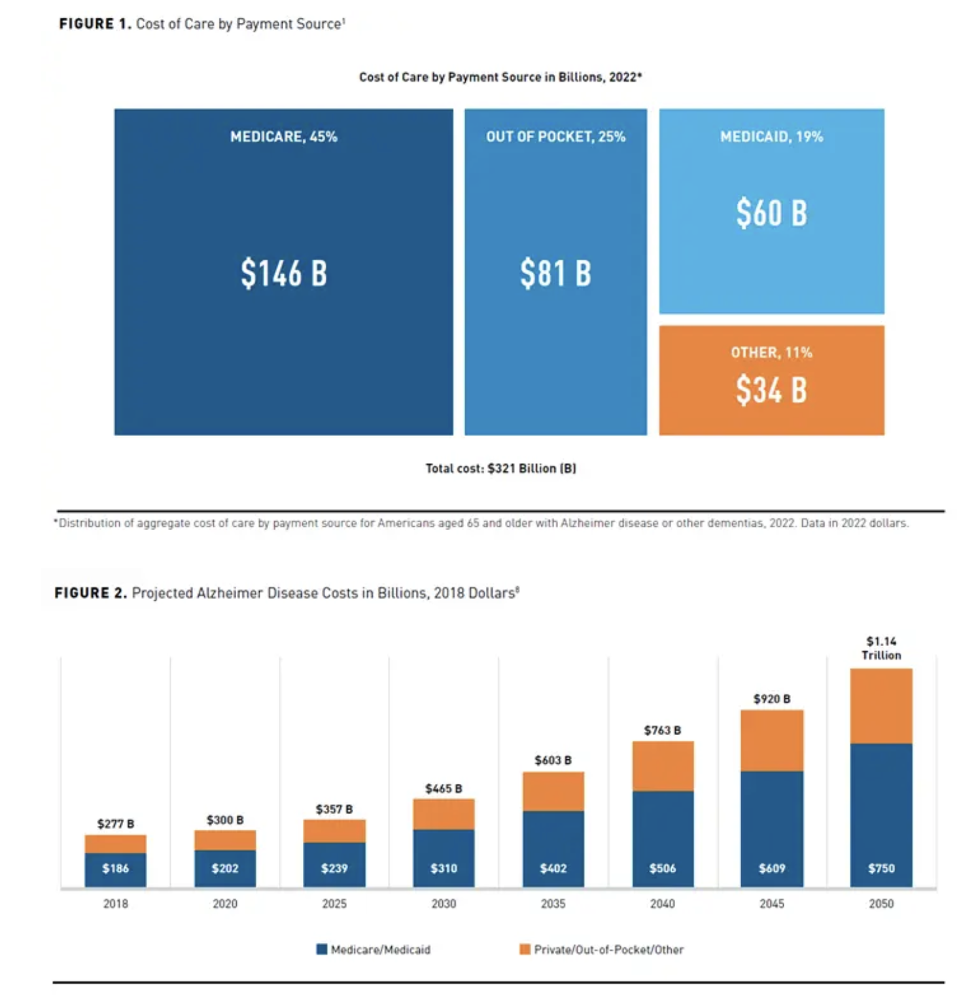 FIGURE 1. Cost of Care by Payment Source¹
Cost of Care by Payment Source in Billions, 2022*
MEDICARE, 45%
$146 B
OUT OF POCKET, 25%
$81 B
MEDICAID, 19%
$60 B
OTHER, 11%
$34 B
Total cost: $321 Billion (B)
*Distribution of aggregate cost of care by payment source for Americans aged 65 and older with Alzheimer disease or other dementias, 2022. Data in 2022 dollars.
FIGURE 2. Projected Alzheimer Disease Costs in Billions, 2018 Dollars⁸
$277 B
$300 B
$357 B
$465 B
$603 B
$763 B
$920 B
$1.14
Trillion
$186
$202
$239
$310
$402
$506
$609
$750
2018
2020
2025
2030
2035
2040
2045
2050
Medicare/Medicaid
Private/Out-of-Pocket/Other